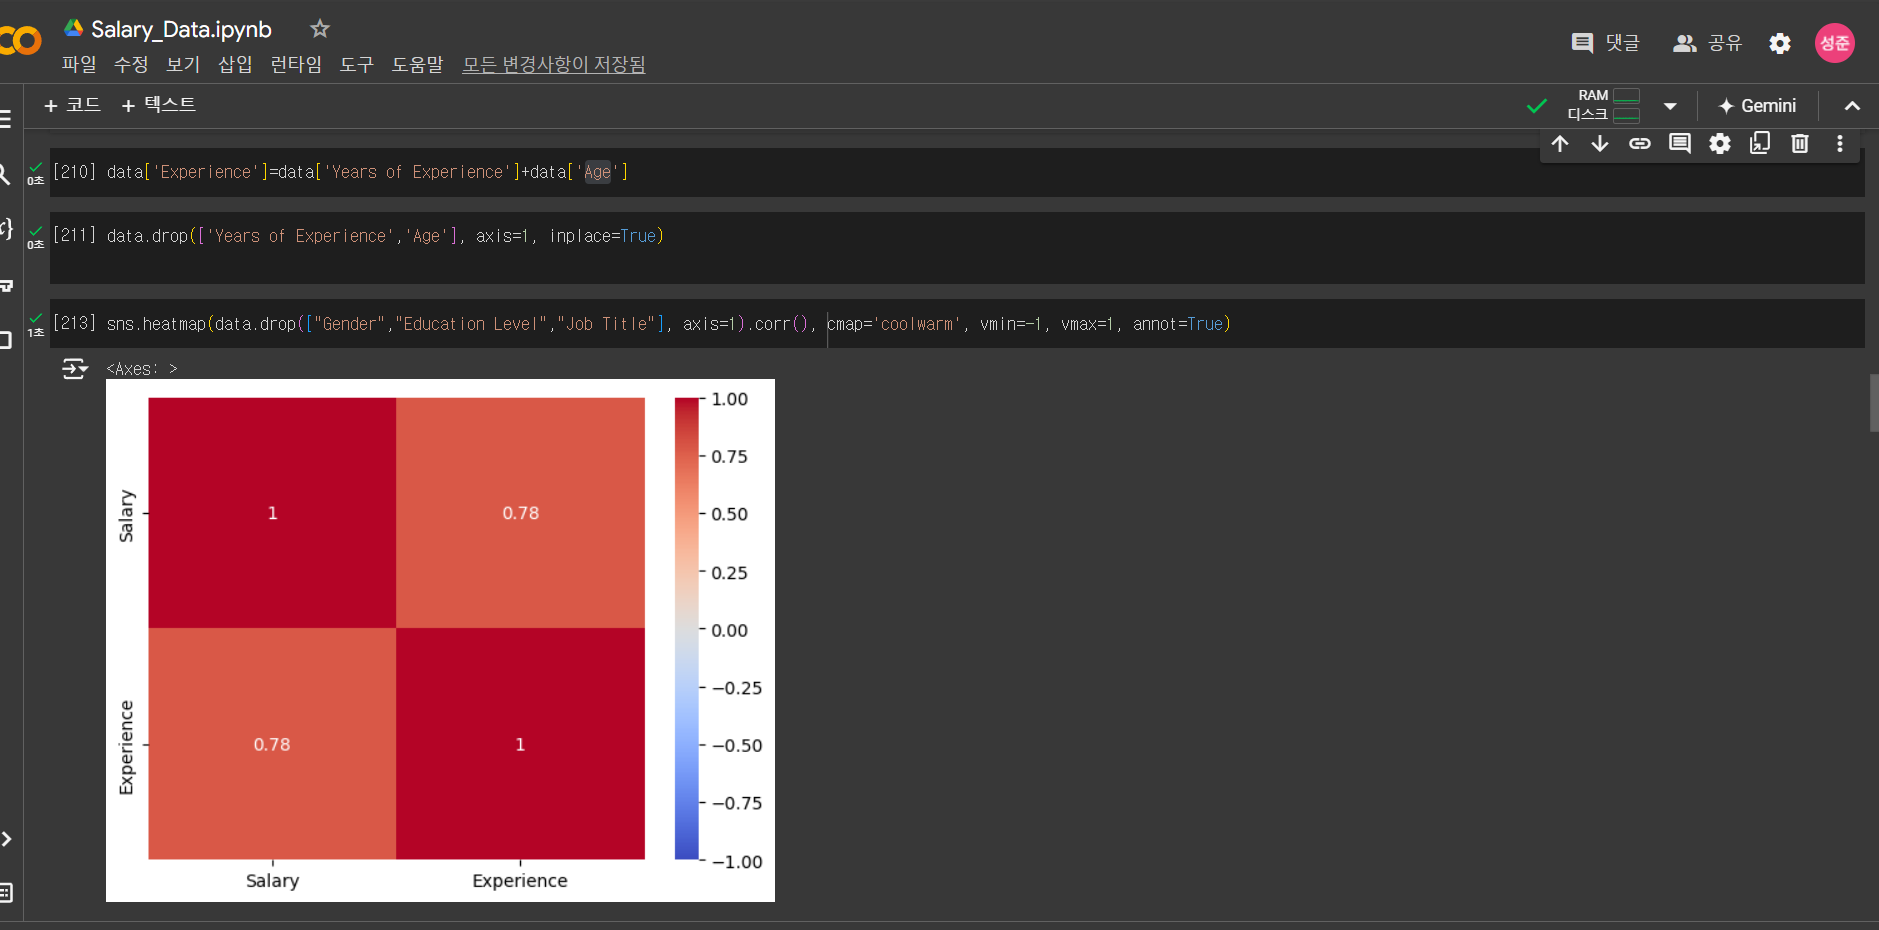 Salary_Data.ipynb
댓글 공유 성준
파일 수정 보기 삽입 런타임 도구 도움말 모든 변경사항이 저장됨
+ 코드 + 텍스트
RAM
디스크
Gemini
[210] data['Experience']=data['Years of Experience']+data['Age']
0초
[211] data.drop(['Years of Experience','Age'], axis=1, inplace=True)
0초
[213] sns.heatmap(data.drop(["Gender","Education Level","Job Title"], axis=1).corr(), cmap='coolwarm', vmin=-1, vmax=1, annot=True)
1초
<Axes: >
Salary
1 0.78
Experience
0.78 1
Salary Experience
1.00
0.75
0.50
0.25
0.00
−0.25
−0.50
−0.75
−1.00